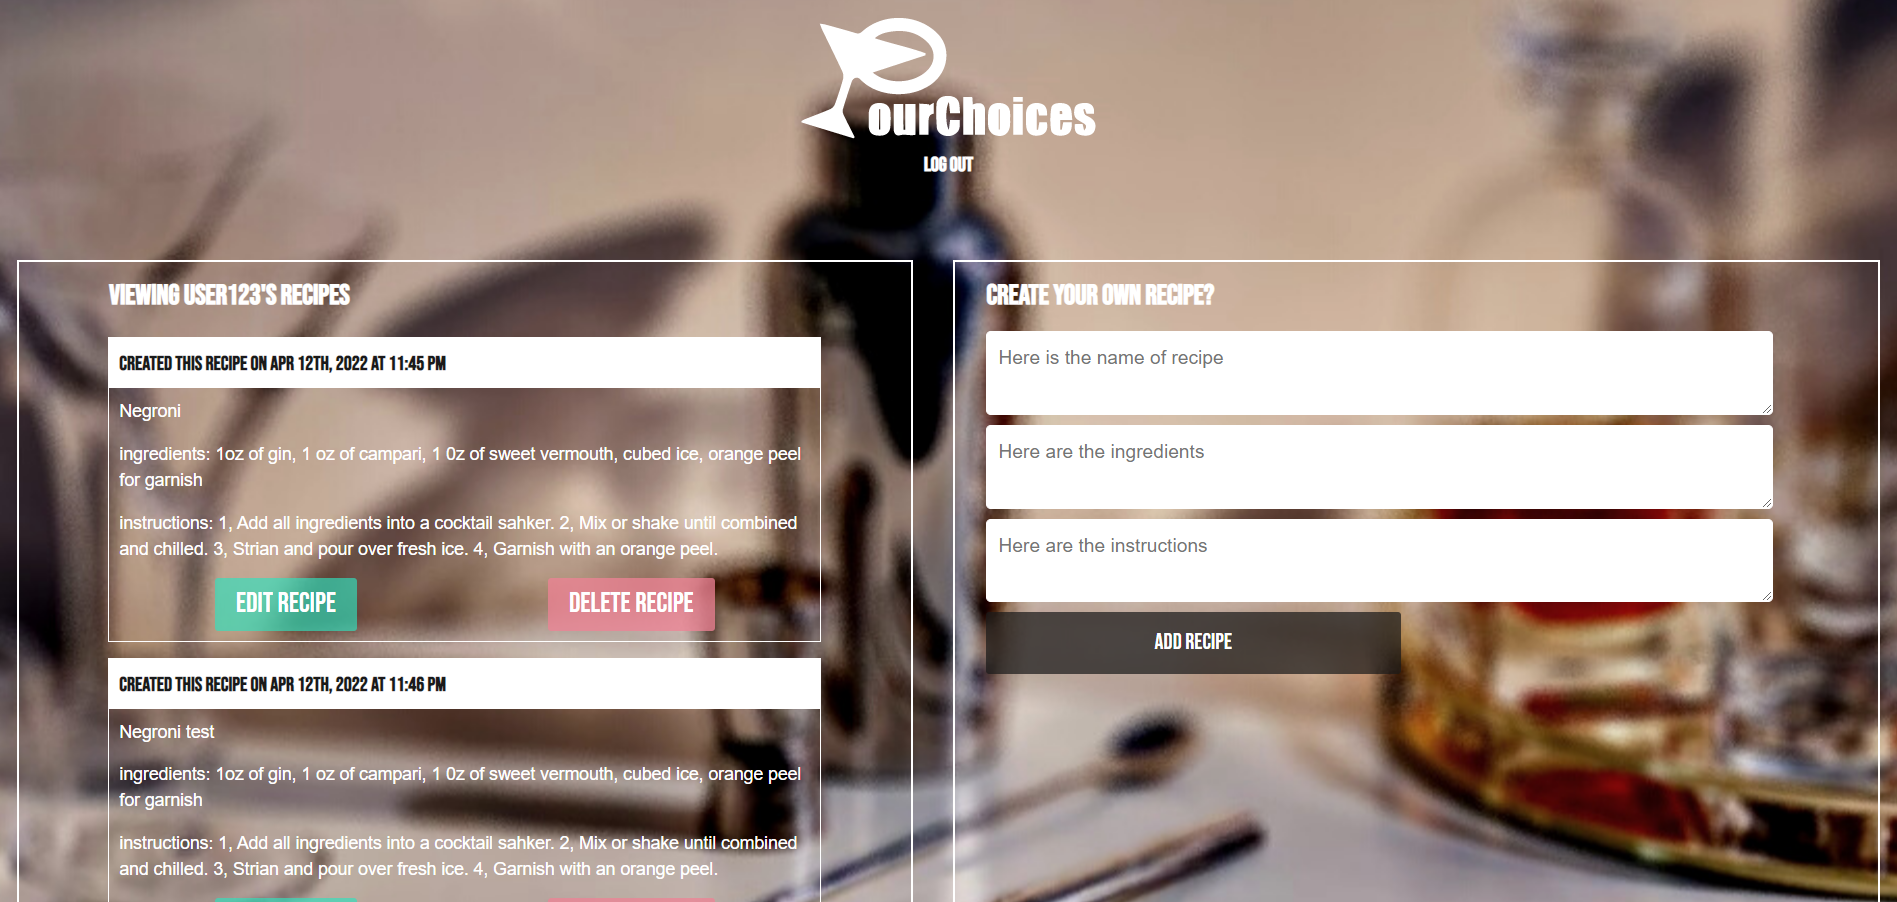 PourChoices
LOG OUT
VIEWING USER123'S RECIPES
CREATED THIS RECIPE ON APR 12TH, 2022 AT 11:45 PM
Negroni
ingredients: 1oz of gin, 1 oz of campari, 1 0z of sweet vermouth, cubed ice, orange peel
for garnish
instructions: 1, Add all ingredients into a cocktail sahker. 2, Mix or shake until combined
and chilled. 3, Strian and pour over fresh ice. 4, Garnish with an orange peel.
EDIT RECIPE
DELETE RECIPE
CREATED THIS RECIPE ON APR 12TH, 2022 AT 11:46 PM
Negroni test
ingredients: 1oz of gin, 1 oz of campari, 1 0z of sweet vermouth, cubed ice, orange peel
for garnish
instructions: 1, Add all ingredients into a cocktail sahker. 2, Mix or shake until combined
and chilled. 3, Strian and pour over fresh ice. 4, Garnish with an orange peel.
CREATE YOUR OWN RECIPE?
Here is the name of recipe
Here are the ingredients
Here are the instructions
ADD RECIPE